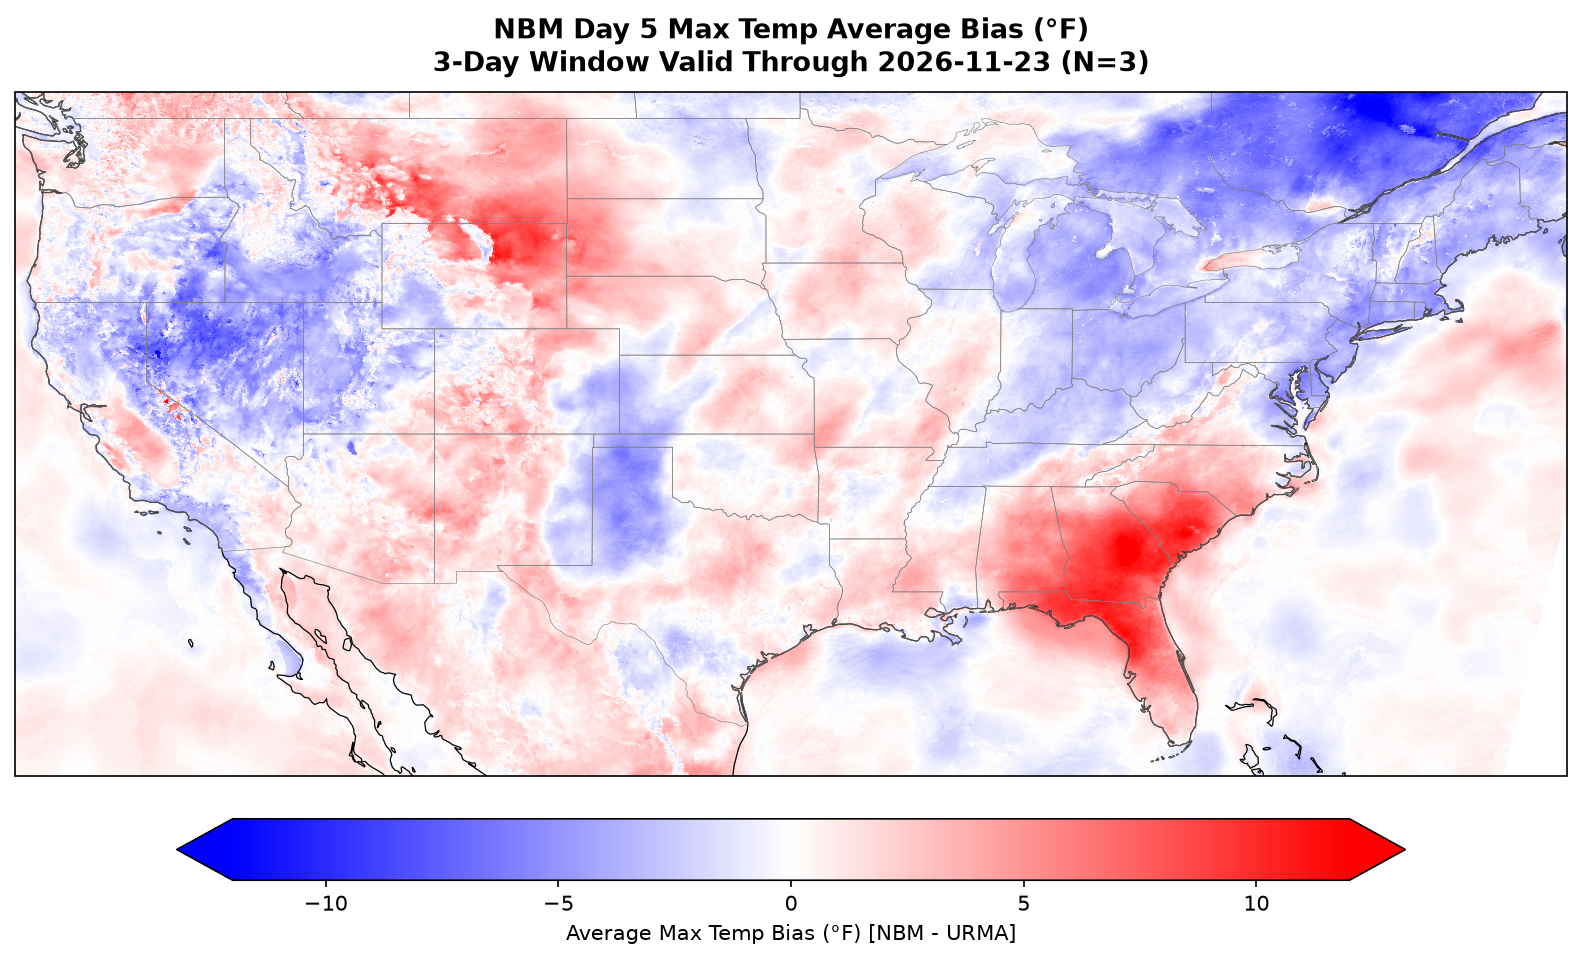 NBM Day 5 Max Temp Average Bias (°F)
3-Day Window Valid Through 2026-11-23 (N=3)
−10
−5
0
5
10
Average Max Temp Bias (°F) [NBM - URMA]